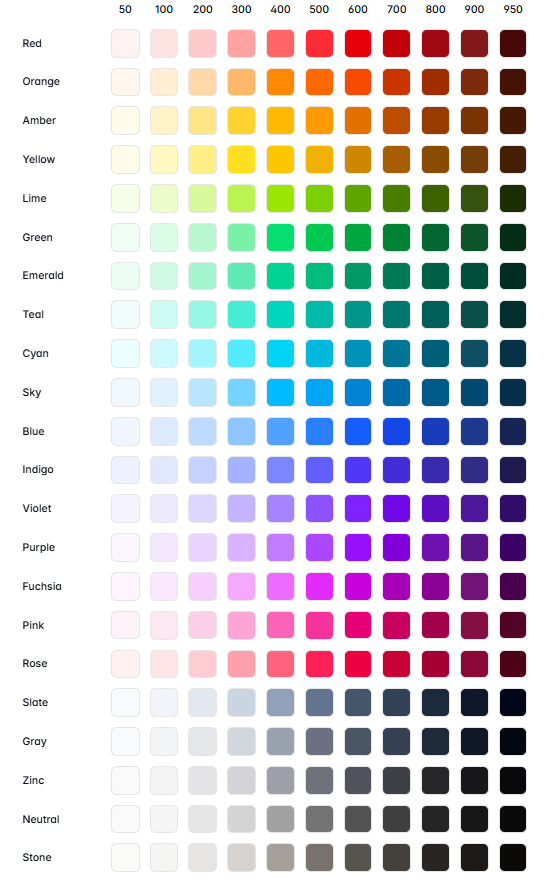 50 100 200 300 400 500 600 700 800 900 950
Red
Orange
Amber
Yellow
Lime
Green
Emerald
Teal
Cyan
Sky
Blue
Indigo
Violet
Purple
Fuchsia
Pink
Rose
Slate
Gray
Zinc
Neutral
Stone